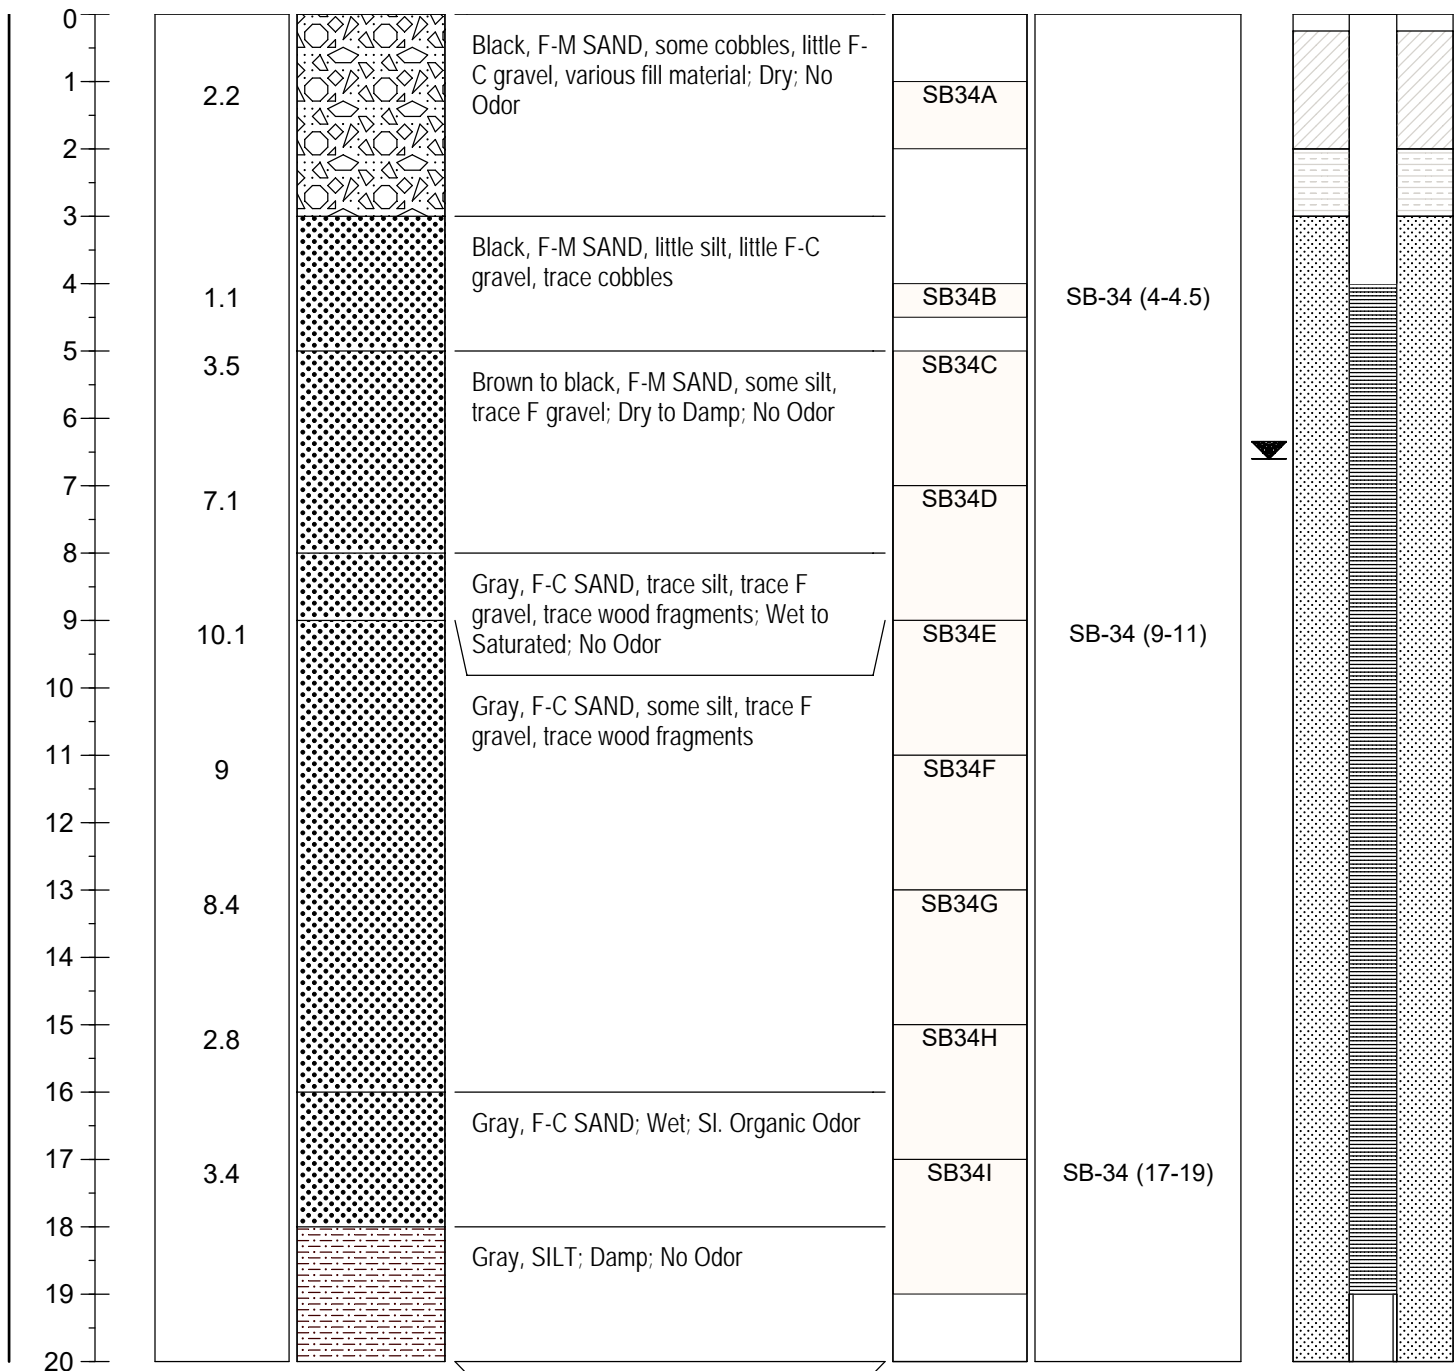 0
Black, F-M SAND, some cobbles, little F-
C gravel, various fill material; Dry; No
Odor
1
2.2
SB34A
2
3
Black, F-M SAND, little silt, little F-C
gravel, trace cobbles
4
1.1
SB34B
SB-34 (4-4.5)
5
3.5
SB34C
Brown to black, F-M SAND, some silt,
trace F gravel; Dry to Damp; No Odor
6
7
7.1
SB34D
8
Gray, F-C SAND, trace silt, trace F
gravel, trace wood fragments; Wet to
Saturated; No Odor
9
10.1
SB34E
SB-34 (9-11)
10
Gray, F-C SAND, some silt, trace F
gravel, trace wood fragments
11
9
SB34F
12
13
8.4
SB34G
14
15
2.8
SB34H
16
Gray, F-C SAND; Wet; Sl. Organic Odor
17
3.4
SB34I
SB-34 (17-19)
18
Gray, SILT; Damp; No Odor
19
20